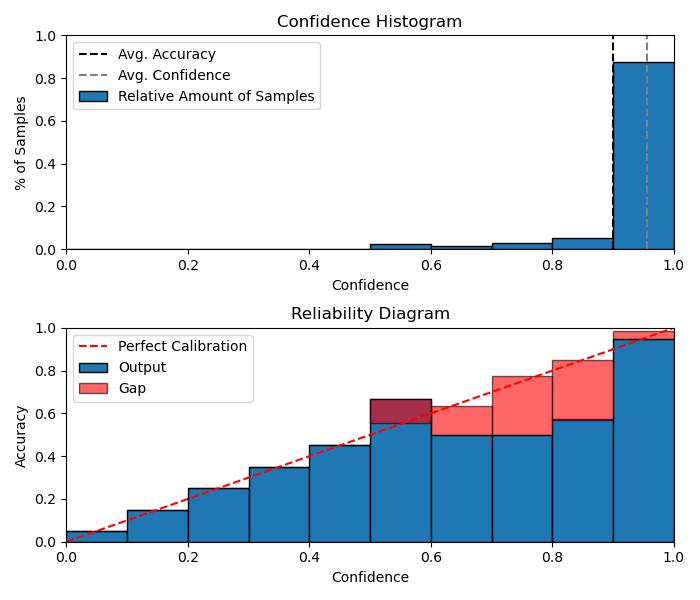 Confidence Histogram
1.0
0.8
0.6
0.4
0.2
0.0
% of Samples
Avg. Accuracy
Avg. Confidence
Relative Amount of Samples
0.0 0.2 0.4 0.6 0.8 1.0
Confidence
Reliability Diagram
1.0
0.8
0.6
0.4
0.2
0.0
Accuracy
Perfect Calibration
Output
Gap
0.0 0.2 0.4 0.6 0.8 1.0
Confidence